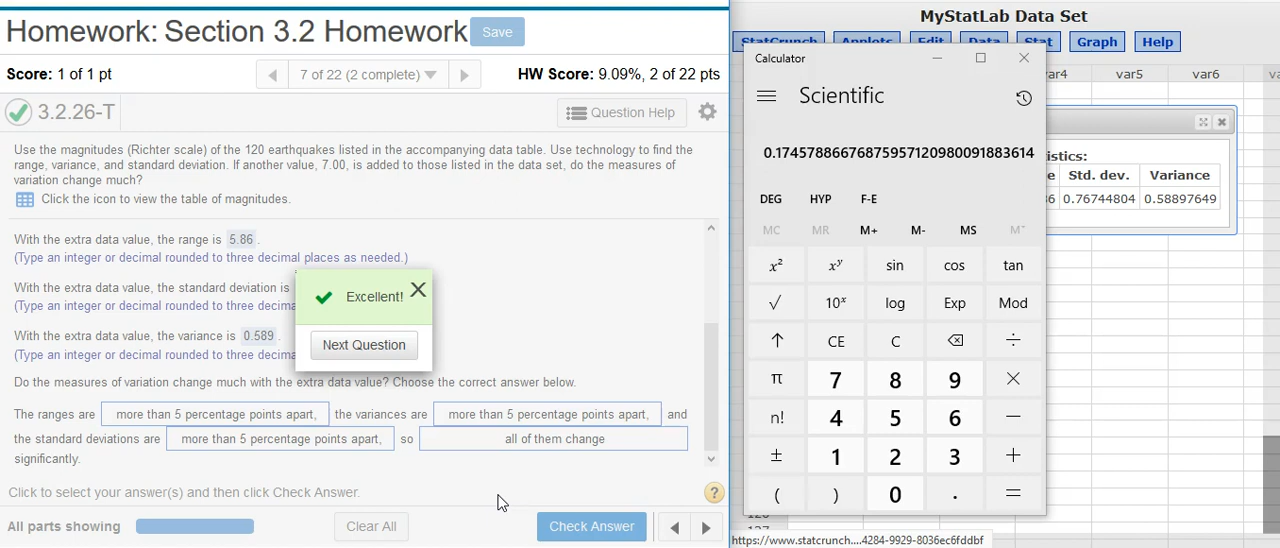 Homework: Section 3.2 Homework Save
Score: 1 of 1 pt 7 of 22 (2 complete) HW Score: 9.09%, 2 of 22 pts
3.2.26-T Question Help
Use the magnitudes (Richter scale) of the 120 earthquakes listed in the accompanying data table. Use technology to find the
range, variance, and standard deviation. If another value, 7.00, is added to those listed in the data set, do the measures of
variation change much?
Click the icon to view the table of magnitudes.
With the extra data value, the range is 5.86.
(Type an integer or decimal rounded to three decimal places as needed.)
With the extra data value, the standard deviation is
(Type an integer or decimal rounded to three decima
With the extra data value, the variance is 0.589.
(Type an integer or decimal rounded to three decima
Excellent!
Next Question
Do the measures of variation change much with the extra data value? Choose the correct answer below.
The ranges are more than 5 percentage points apart, the variances are more than 5 percentage points apart, and
the standard deviations are more than 5 percentage points apart, so all of them change
significantly.
Click to select your answer(s) and then click Check Answer.
?
All parts showing Clear All Check Answer
MyStatLab Data Set
StatCrunch Applets Edit Data Stat Graph Help
var4 var5 var6 va
istics:
e Std. dev. Variance
36 0.76744804 0.58897649
Calculator
Scientific
0.17457886676875957120980091883614
DEG HYP F-E
MC MR M+ M- MS M˅
x² xʸ sin cos tan
√ 10ˣ log Exp Mod
↑ CE C ⌫ ÷
π 7 8 9 ×
n! 4 5 6 −
± 1 2 3 +
( ) 0 . =
127
https://www.statcrunch....4284-9929-8036ec6fddbf